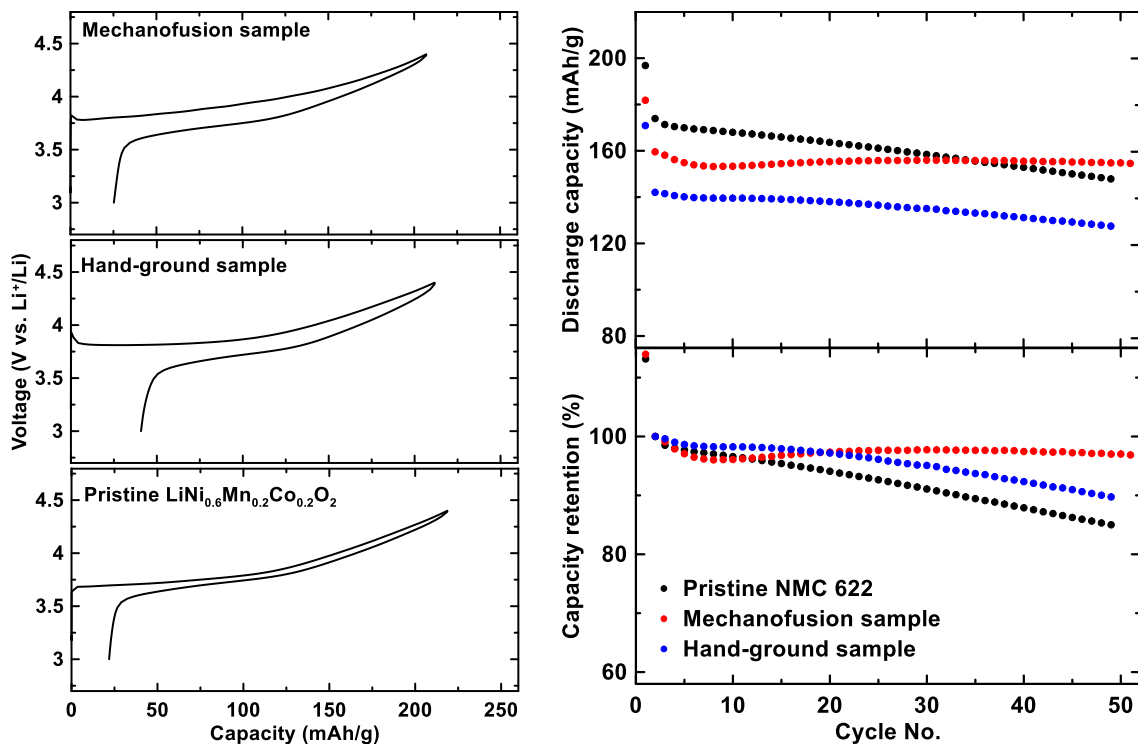 Mechanofusion sample
4.5
4
3.5
3
Hand-ground sample
4.5
4
3.5
3
Pristine LiNi₀.₆Mn₀.₂Co₀.₂O₂
4.5
4
3.5
3
0 50 100 150 200 250
Capacity (mAh/g)
Voltage (V vs. Li⁺/Li)
200
160
120
80
Discharge capacity (mAh/g)
100
80
60
Capacity retention (%)
Pristine NMC 622
Mechanofusion sample
Hand-ground sample
0 10 20 30 40 50
Cycle No.